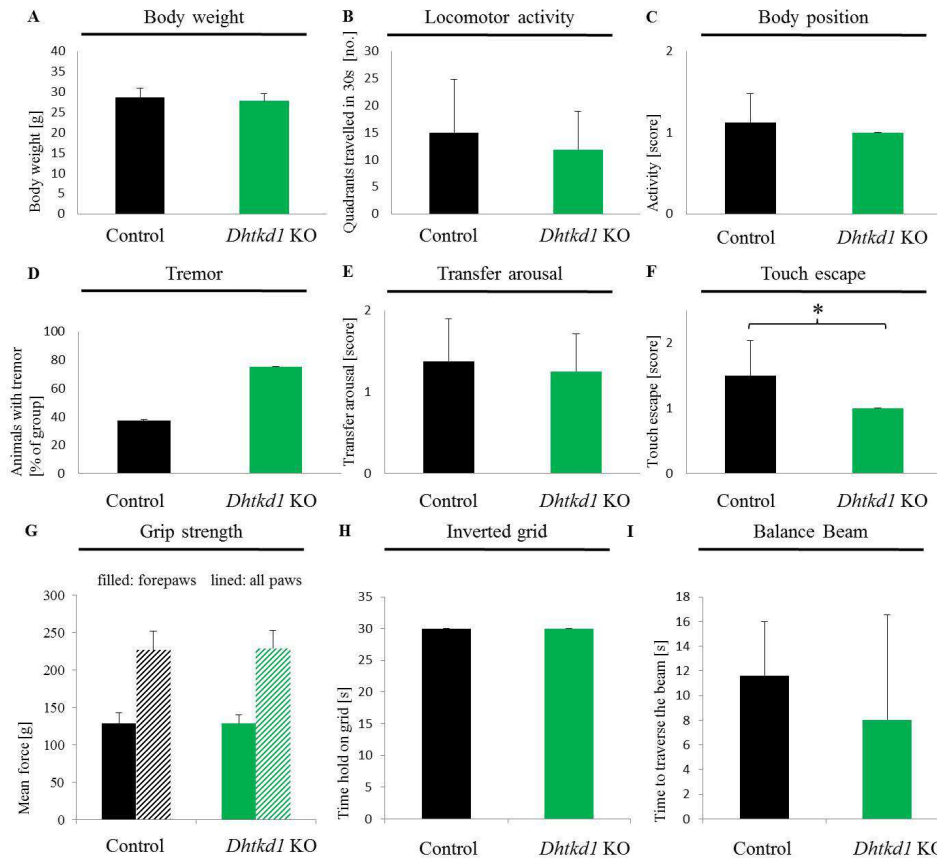 A Body weight
Body weight [g]
40
35
30
25
20
15
10
5
0
Control Dhtkd1 KO
B Locomotor activity
Quadrants travelled in 30s [no.]
30
25
20
15
10
5
0
Control Dhtkd1 KO
C Body position
Activity [score]
2
1
0
Control Dhtkd1 KO
D Tremor
Animals with tremor
[% of group]
100
80
60
40
20
0
Control Dhtkd1 KO
E Transfer arousal
Transfer arousal [score]
2
1
0
Control Dhtkd1 KO
F Touch escape
Touch escape [score]
2
1
0
*
Control Dhtkd1 KO
G Grip strength
filled: forepaws lined: all paws
Mean force [g]
300
250
200
150
100
50
0
Control Dhtkd1 KO
H Inverted grid
Time hold on grid [s]
35
30
25
20
15
10
5
0
Control Dhtkd1 KO
I Balance Beam
Time to traverse the beam [s]
18
16
14
12
10
8
6
4
2
0
Control Dhtkd1 KO